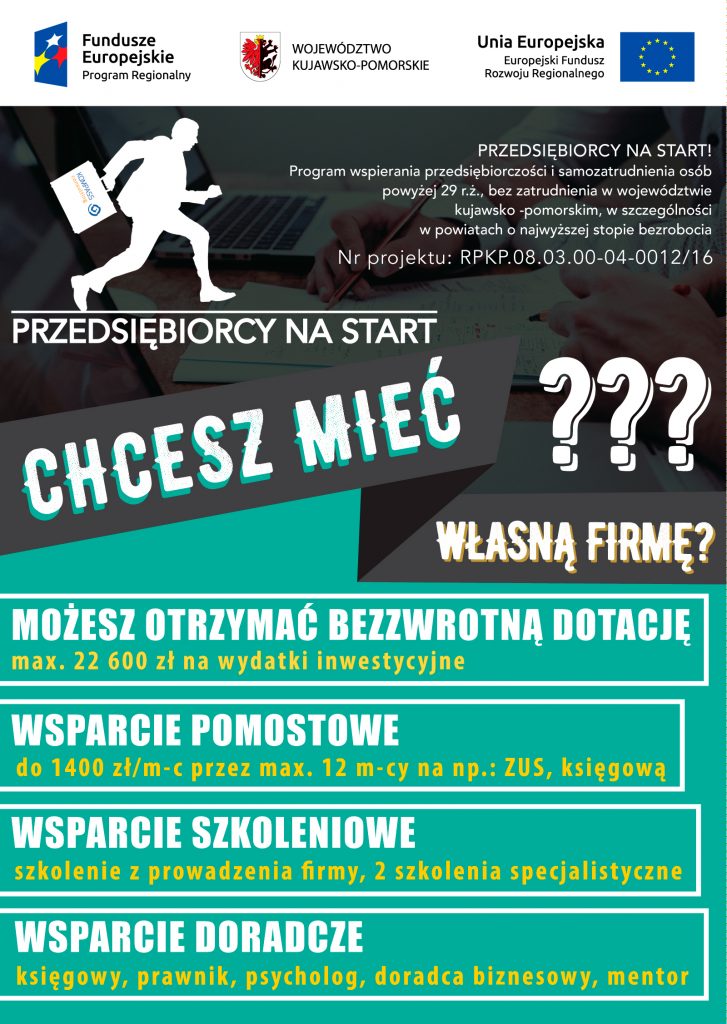 Fundusze
Europejskie
Program Regionalny
WOJEWÓDZTWO
KUJAWSKO-POMORSKIE
Unia Europejska
Europejski Fundusz
Rozwoju Regionalnego
KOMPASS
PRZEDSIĘBIORCY NA START!
Program wspierania przedsiębiorczości i samozatrudnienia osób
powyżej 29 r.ż., bez zatrudnienia w województwie
kujawsko -pomorskim, w szczególności
w powiatach o najwyższej stopie bezrobocia
Nr projektu: RPKP.08.03.00-04-0012/16
PRZEDSIĘBIORCY NA START
CHCESZ MIEĆ
???
WŁASNĄ FIRMĘ?
MOŻESZ OTRZYMAĆ BEZZWROTNĄ DOTACJĘ
max. 22 600 zł na wydatki inwestycyjne
WSPARCIE POMOSTOWE
do 1400 zł/m-c przez max. 12 m-cy na np.: ZUS, księgową
WSPARCIE SZKOLENIOWE
szkolenie z prowadzenia firmy, 2 szkolenia specjalistyczne
WSPARCIE DORADCZE
księgowy, prawnik, psycholog, doradca biznesowy, mentor